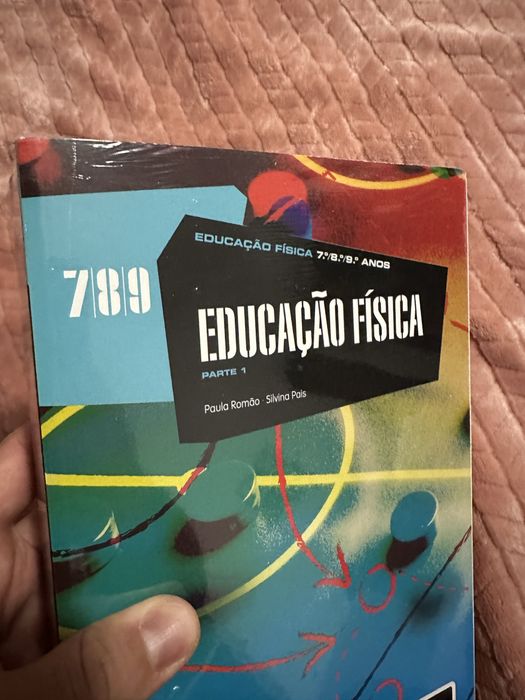 EDUCAÇÃO FÍSICA 7.º/8.º/9.º ANOS
7|8|9
EDUCAÇÃO FÍSICA
PARTE 1
Paula Romão · Silvina Pais